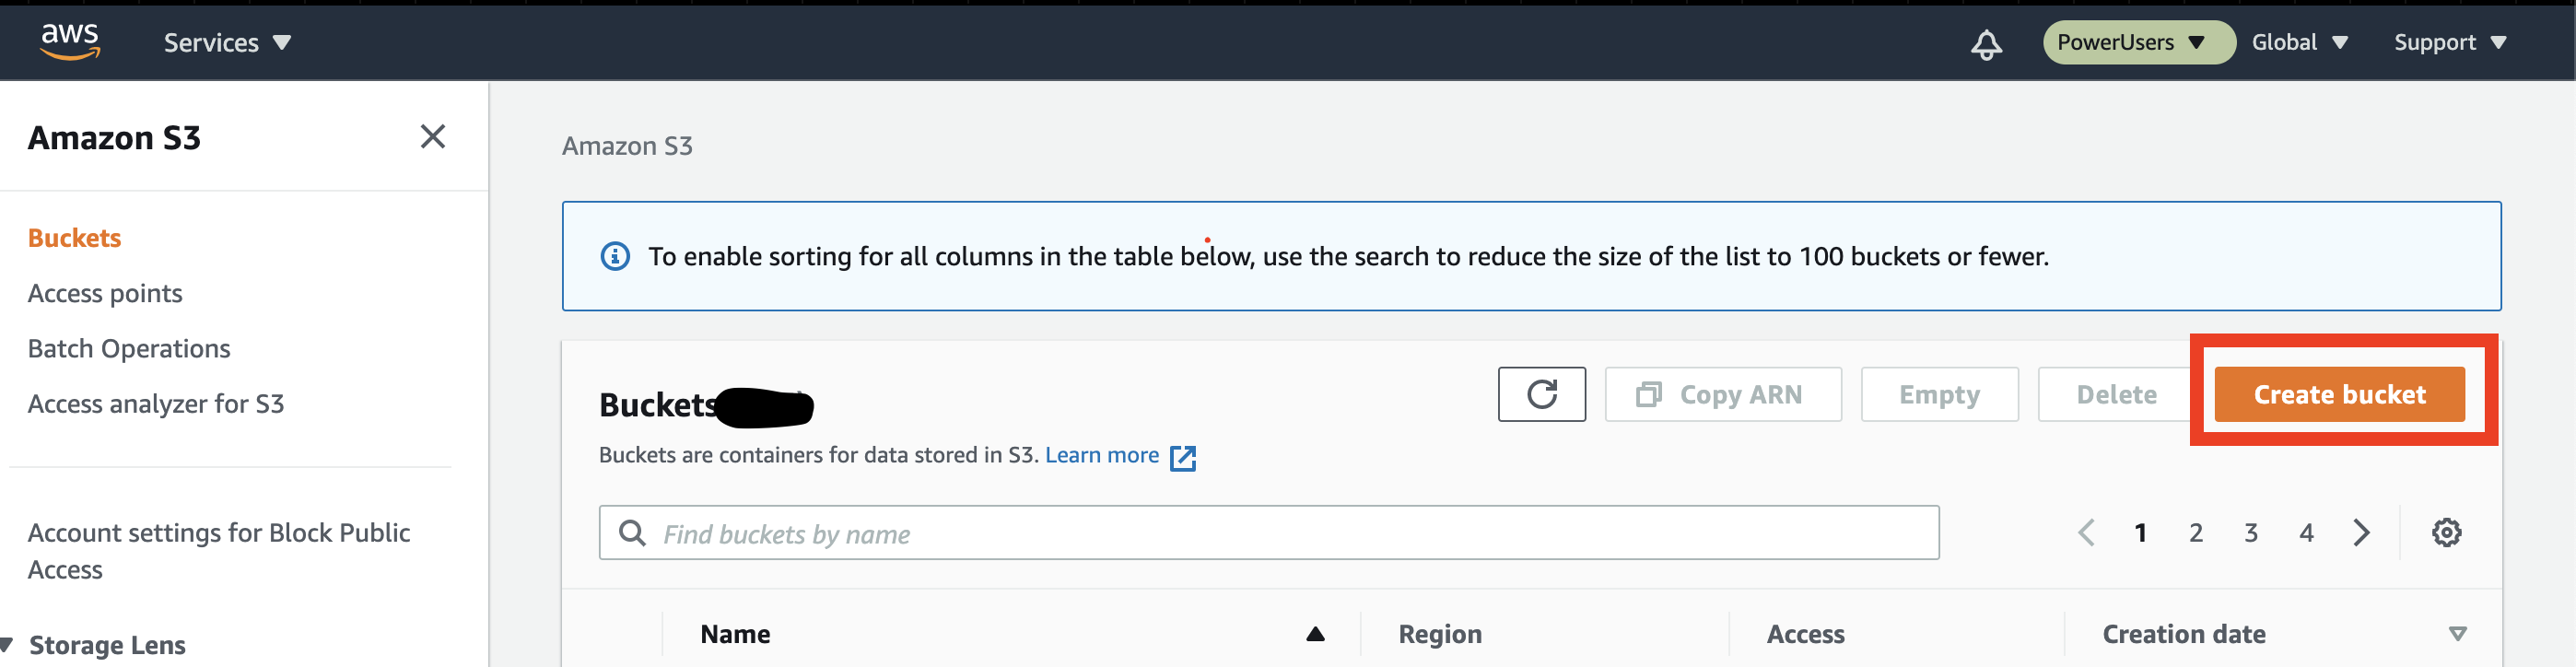 aws Services PowerUsers Global Support
Amazon S3
Buckets
Access points
Batch Operations
Access analyzer for S3
Account settings for Block Public
Access
Storage Lens
Amazon S3
To enable sorting for all columns in the table below, use the search to reduce the size of the list to 100 buckets or fewer.
Buckets
Copy ARN Empty Delete Create bucket
Buckets are containers for data stored in S3. Learn more
Find buckets by name
1 2 3 4
Name Region Access Creation date